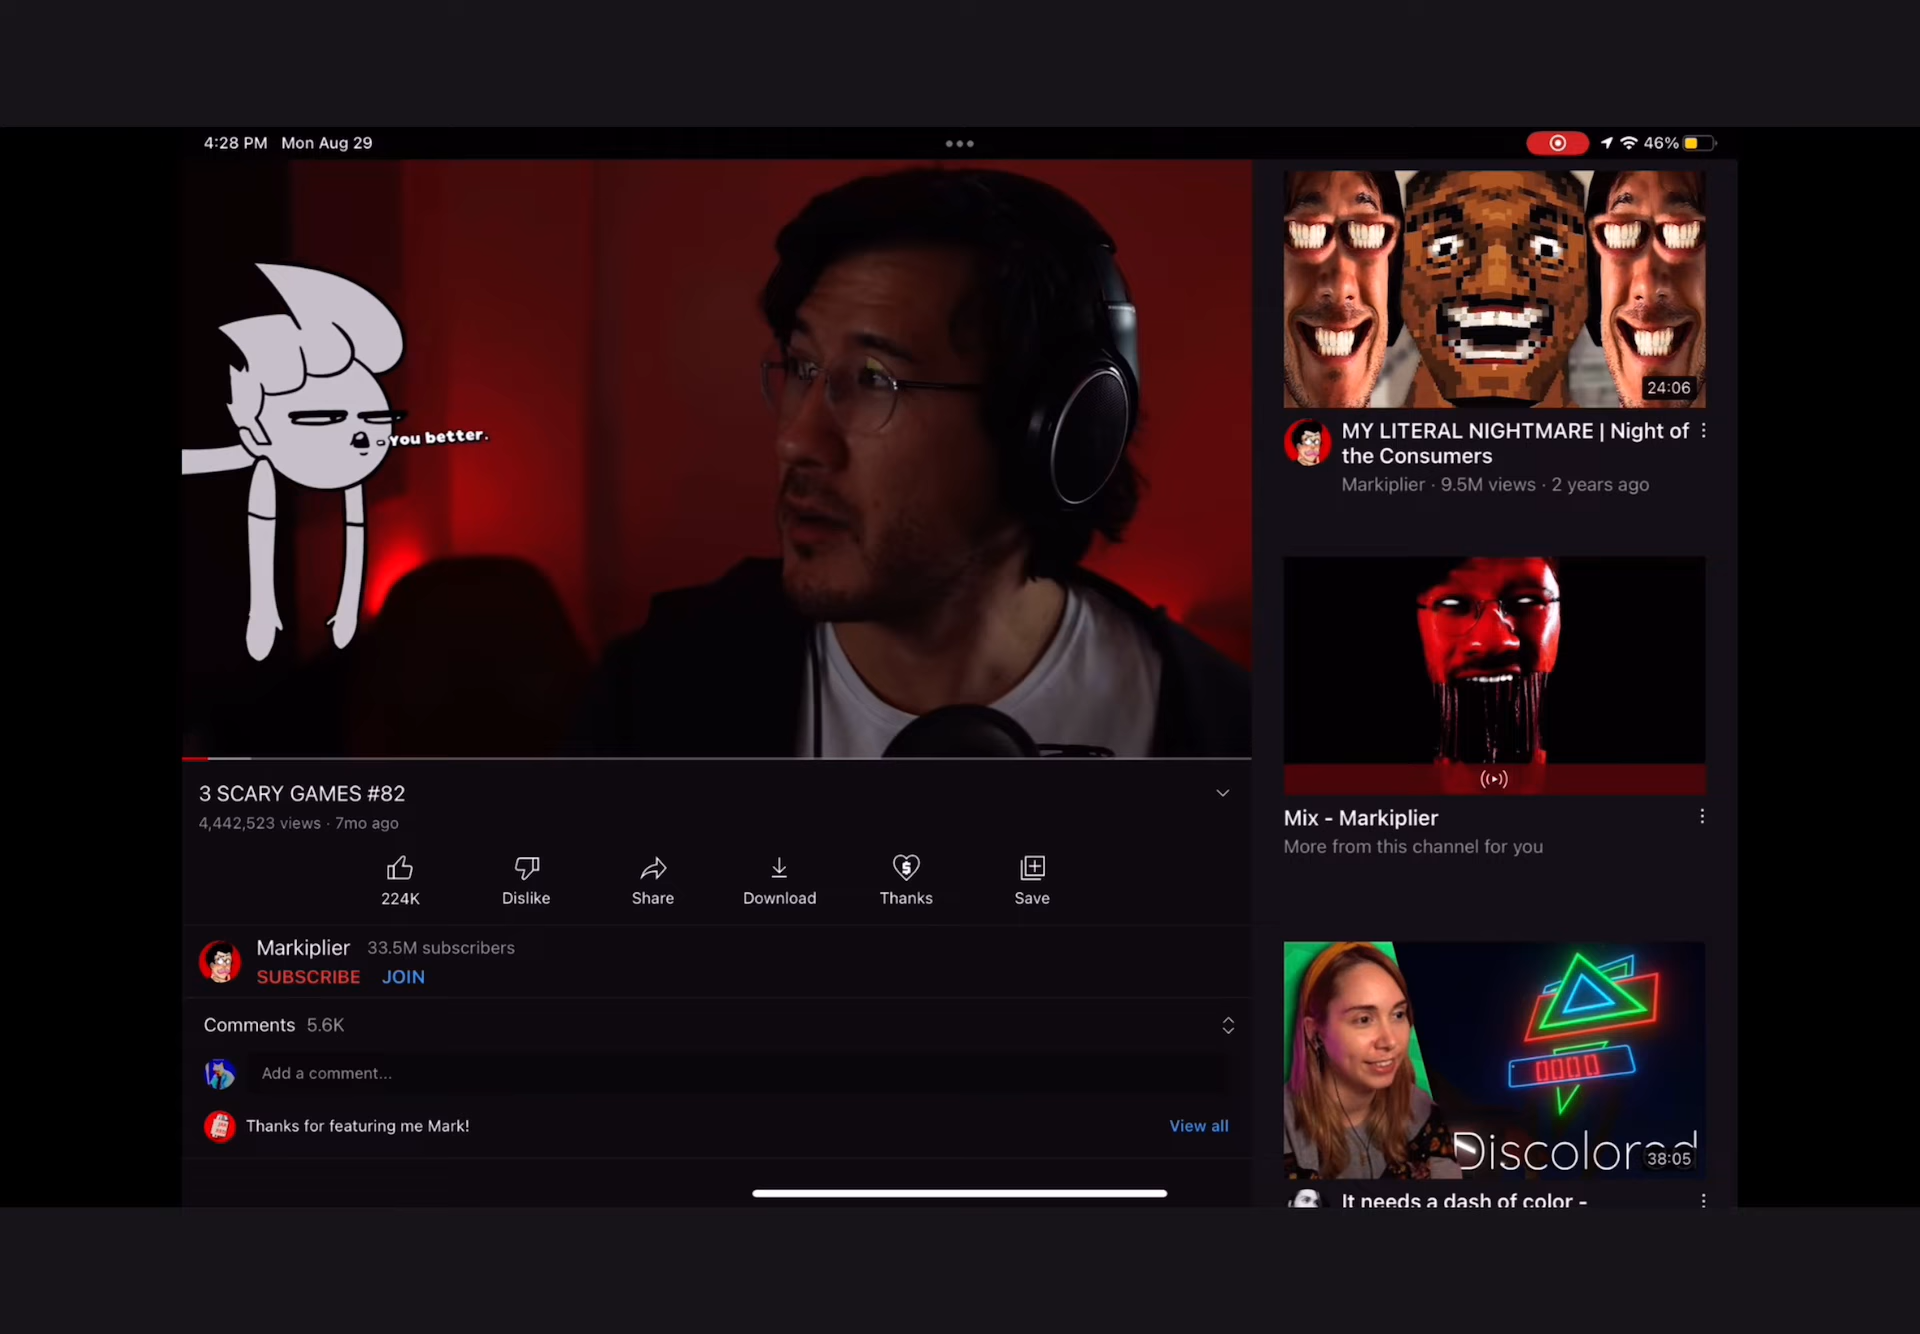 4:28 PM Mon Aug 29
46%
- You better.
3 SCARY GAMES #82
4,442,523 views · 7mo ago
224K
Dislike
Share
Download
Thanks
Save
Markiplier 33.5M subscribers
SUBSCRIBE JOIN
Comments 5.6K
Add a comment...
Thanks for featuring me Mark!
View all
24:06
MY LITERAL NIGHTMARE | Night of
the Consumers
Markiplier · 9.5M views · 2 years ago
Mix - Markiplier
More from this channel for you
0000
Discolored
38:05
It needs a dash of color -